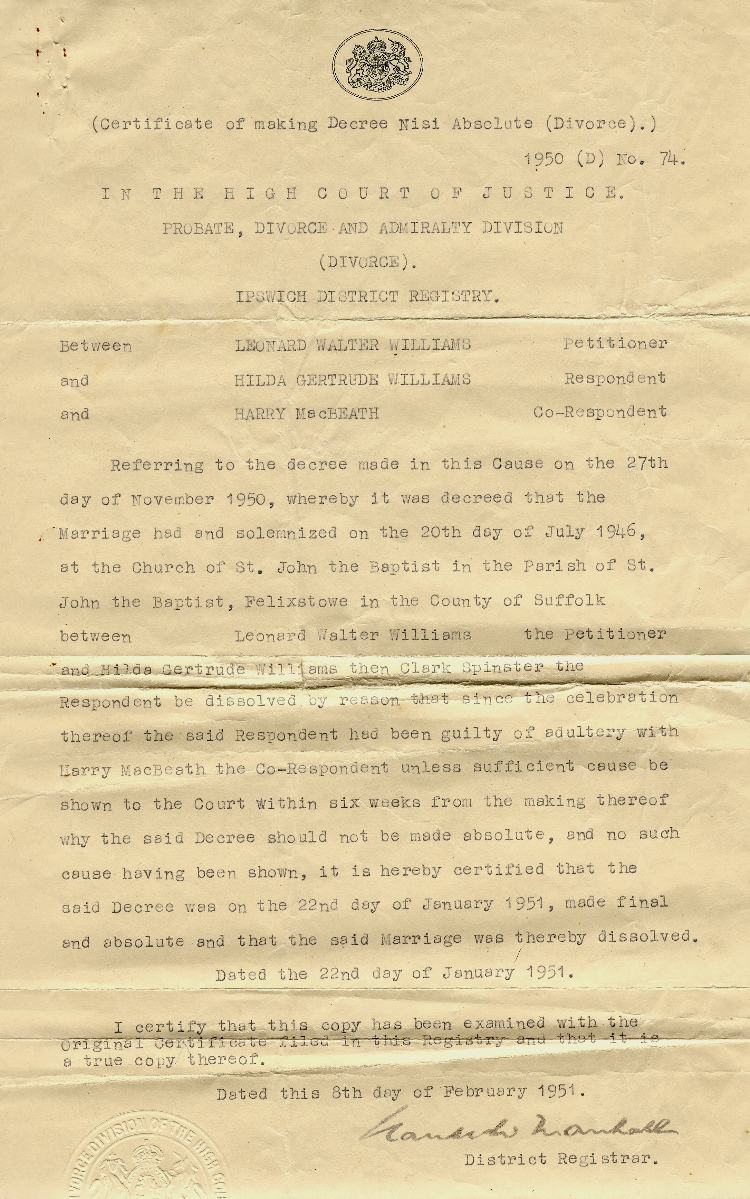 (Certificate of making Decree Nisi Absolute (Divorce).)
1950 (D) No. 74.
IN THE HIGH COURT OF JUSTICE.
PROBATE, DIVORCE AND ADMIRALTY DIVISION
(DIVORCE).
IPSWICH DISTRICT REGISTRY.
Between LEONARD WALTER WILLIAMS Petitioner
and HILDA GERTRUDE WILLIAMS Respondent
and HARRY MacBEATH Co-Respondent
Referring to the decree made in this Cause on the 27th
day of November 1950, whereby it was decreed that the
Marriage had and solemnized on the 20th day of July 1946,
at the Church of St. John the Baptist in the Parish of St.
John the Baptist, Felixstowe in the County of Suffolk
between Leonard Walter Williams the Petitioner
and Hilda Gertrude Williams then Clark Spinster the
Respondent be dissolved by reason that since the celebration
thereof the said Respondent had been guilty of adultery with
Harry MacBeath the Co-Respondent unless sufficient cause be
shown to the Court within six weeks from the making thereof
why the said Decree should not be made absolute, and no such
cause having been shown, it is hereby certified that the
said Decree was on the 22nd day of January 1951, made final
and absolute and that the said Marriage was thereby dissolved.
Dated the 22nd day of January 1951.
I certify that this copy has been examined with the
Original Certificate filed in this Registry and that it is
a true copy thereof.
Dated this 8th day of February 1951.
District Registrar.
DIVISION OF THE HIGH